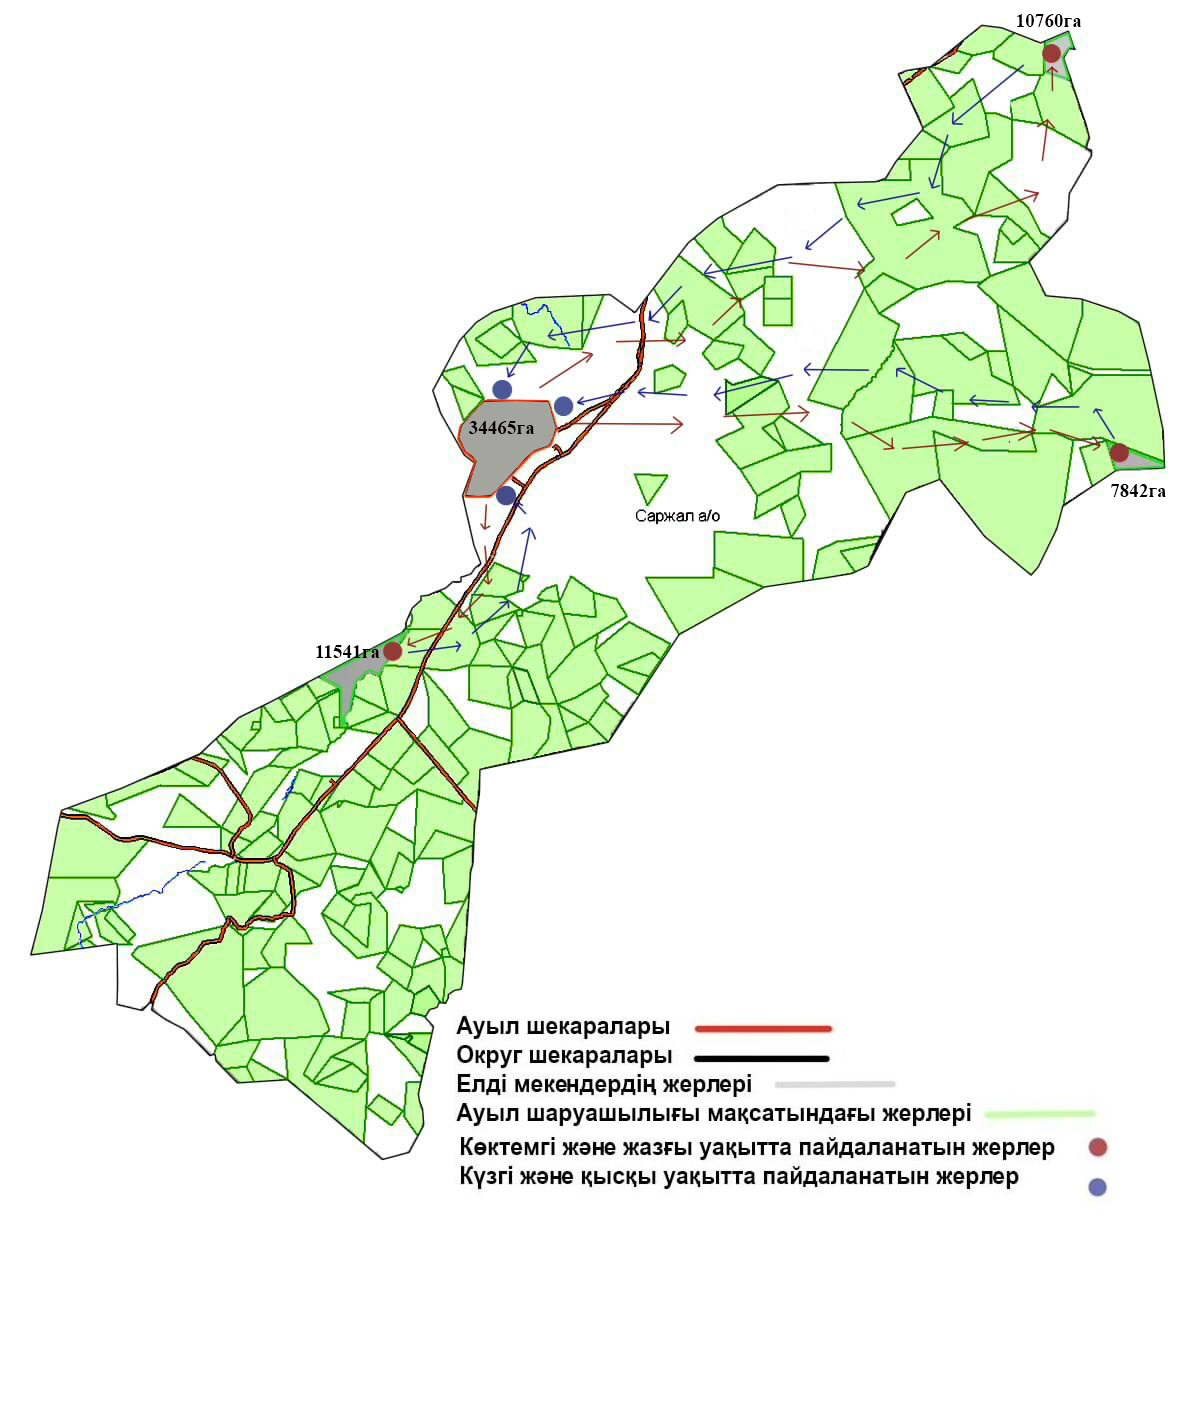 10760га
34465га
7842га
Саржал а/о
11541га
Ауыл шекаралары
Округ шекаралары
Елді мекендердің жерлері
Ауыл шаруашылығы мақсатындағы жерлері
Көктемгі және жазғы уақытта пайдаланатын жерлер
Күзгі және қысқы уақытта пайдаланатын жерлер